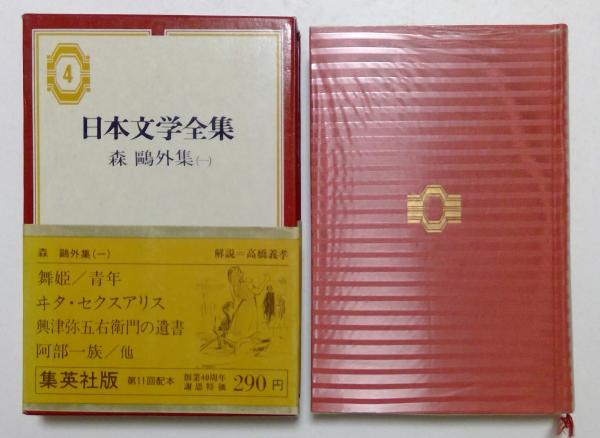 4
日本文学全集
森 鷗外集(一)
森 鷗外集(一) 解説=高橋義孝
舞姫/青年
ヰタ・セクスアリス
興津弥五右衛門の遺書
阿部一族/他
集英社版 第11回配本 創業40周年 謝恩特価 290円